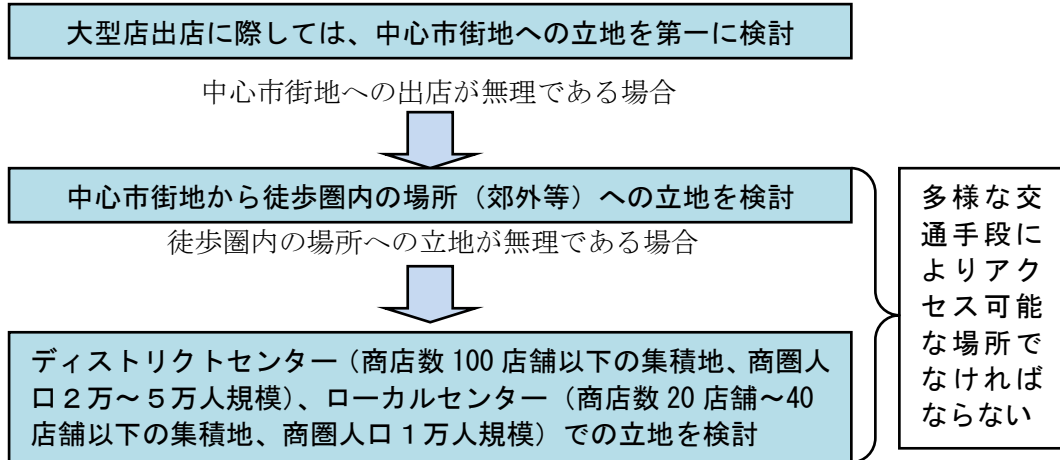 大型店出店に際しては、中心市街地への立地を第一に検討
中心市街地への出店が無理である場合
中心市街地から徒歩圏内の場所（郊外等）への立地を検討
徒歩圏内の場所への立地が無理である場合
ディストリクトセンター（商店数 100 店舗以下の集積地、商圏人
口２万～５万人規模）、ローカルセンター（商店数 20 店舗～40
店舗以下の集積地、商圏人口１万人規模）での立地を検討
多様な交
通手段に
よりアク
セス可能
な場所で
なければ
ならない